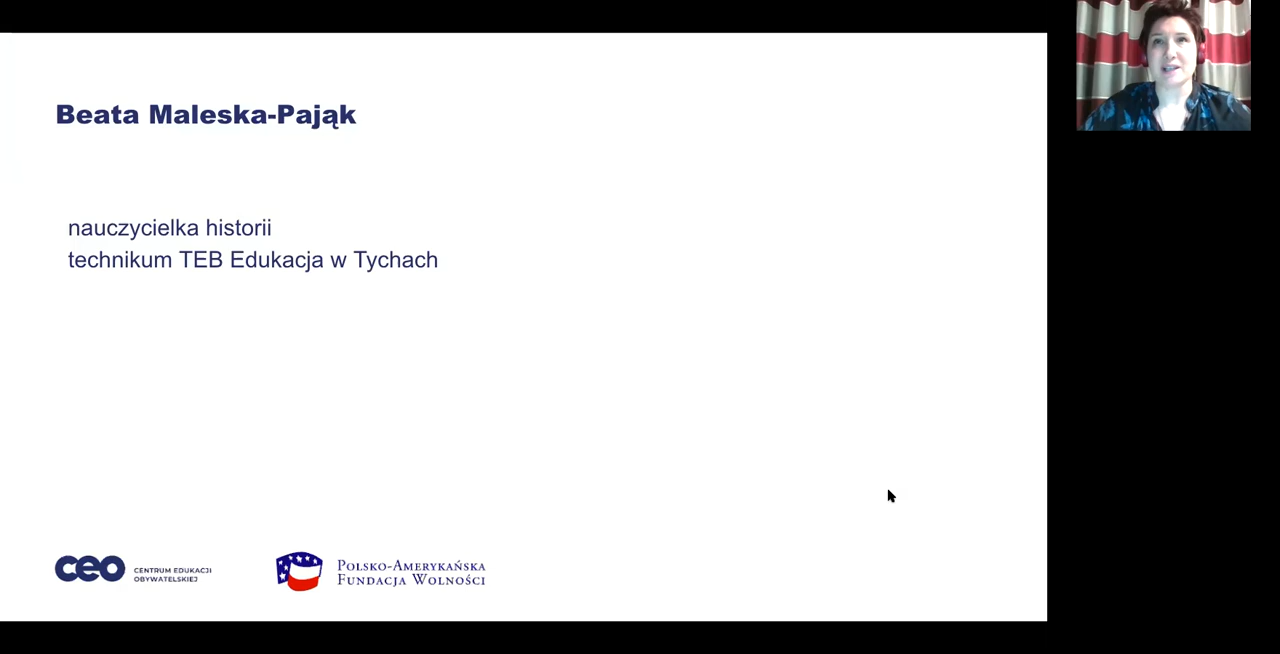 Beata Maleska-Pająk
nauczycielka historii
technikum TEB Edukacja w Tychach
ceo
CENTRUM EDUKACJI
OBYWATELSKIEJ
POLSKO-AMERYKAŃSKA
FUNDACJA WOLNOŚCI